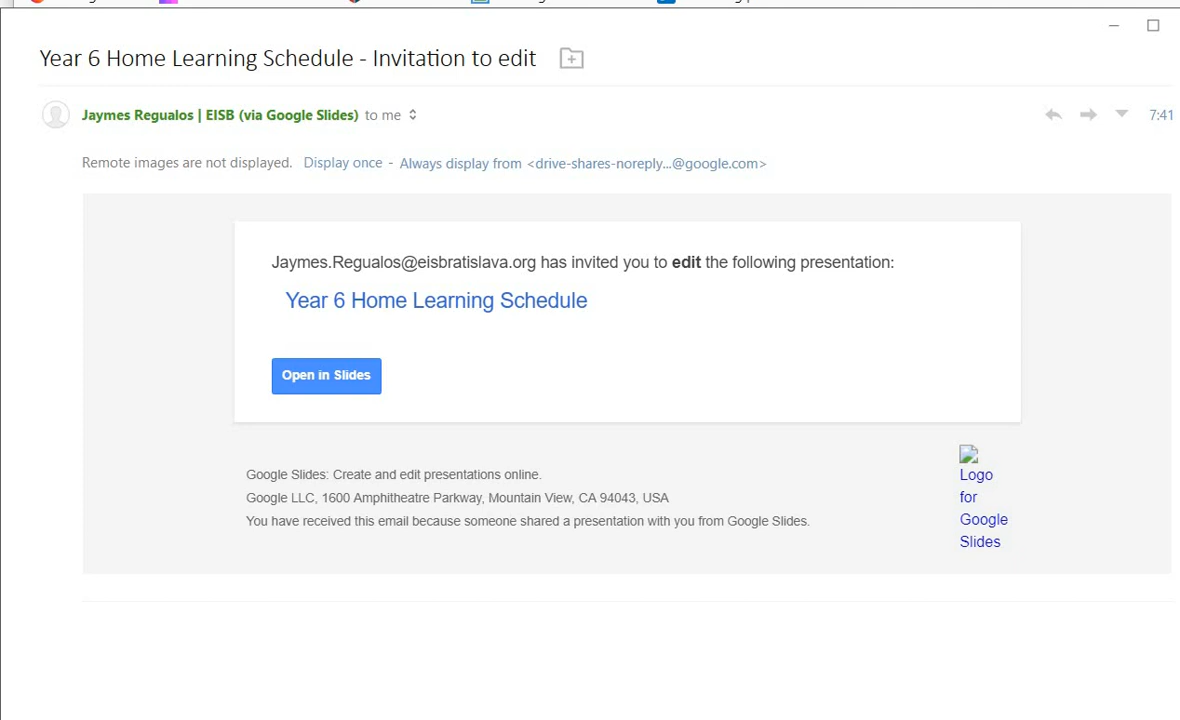 Year 6 Home Learning Schedule - Invitation to edit
Jaymes Regualos | EISB (via Google Slides) to me
7:41
Remote images are not displayed. Display once - Always display from <drive-shares-noreply...@google.com>
Jaymes.Regualos@eisbratislava.org has invited you to edit the following presentation:
Year 6 Home Learning Schedule
Open in Slides
Google Slides: Create and edit presentations online.
Google LLC, 1600 Amphitheatre Parkway, Mountain View, CA 94043, USA
You have received this email because someone shared a presentation with you from Google Slides.
Logo
for
Google
Slides